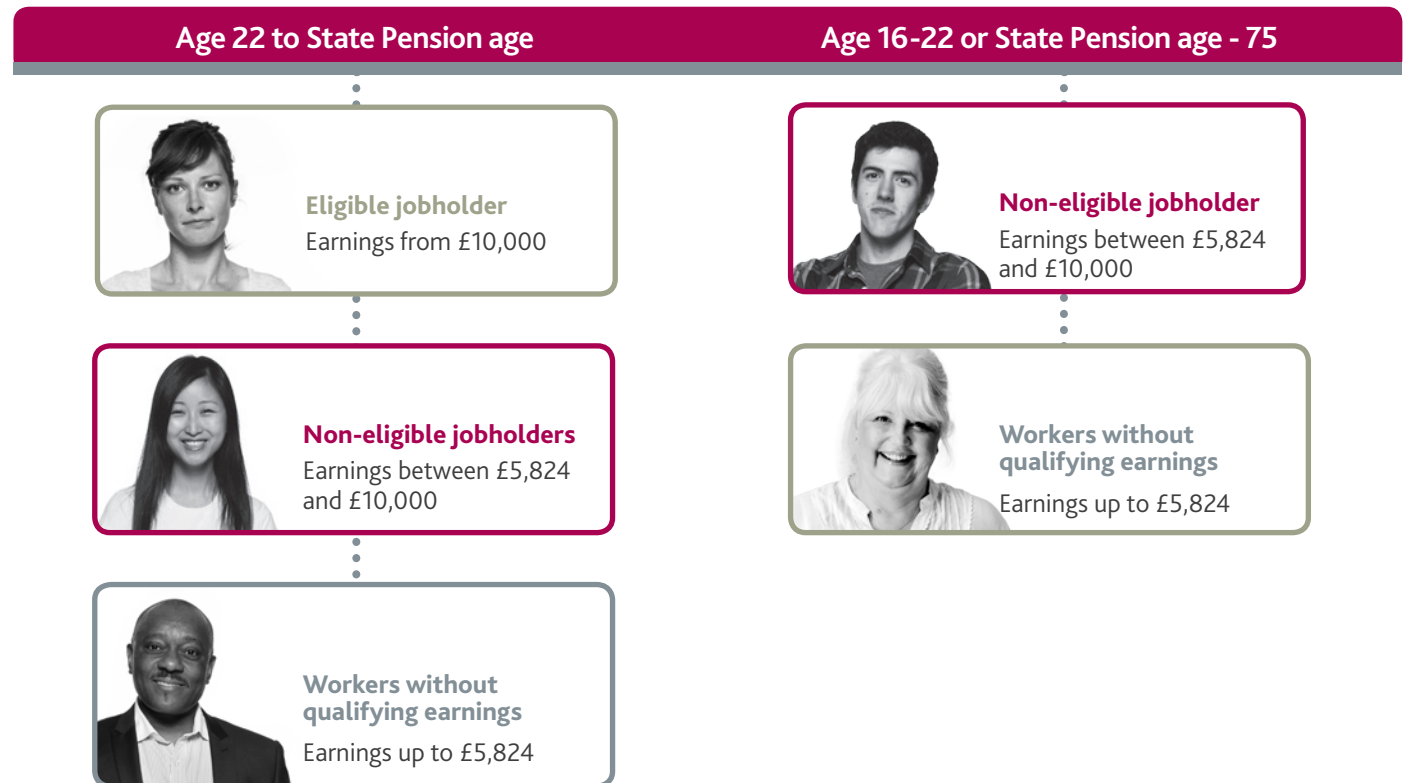 Age 22 to State Pension age
Age 16-22 or State Pension age - 75
Eligible jobholder
Earnings from £10,000
Non-eligible jobholders
Earnings between £5,824
and £10,000
Workers without
qualifying earnings
Earnings up to £5,824
Non-eligible jobholder
Earnings between £5,824
and £10,000
Workers without
qualifying earnings
Earnings up to £5,824